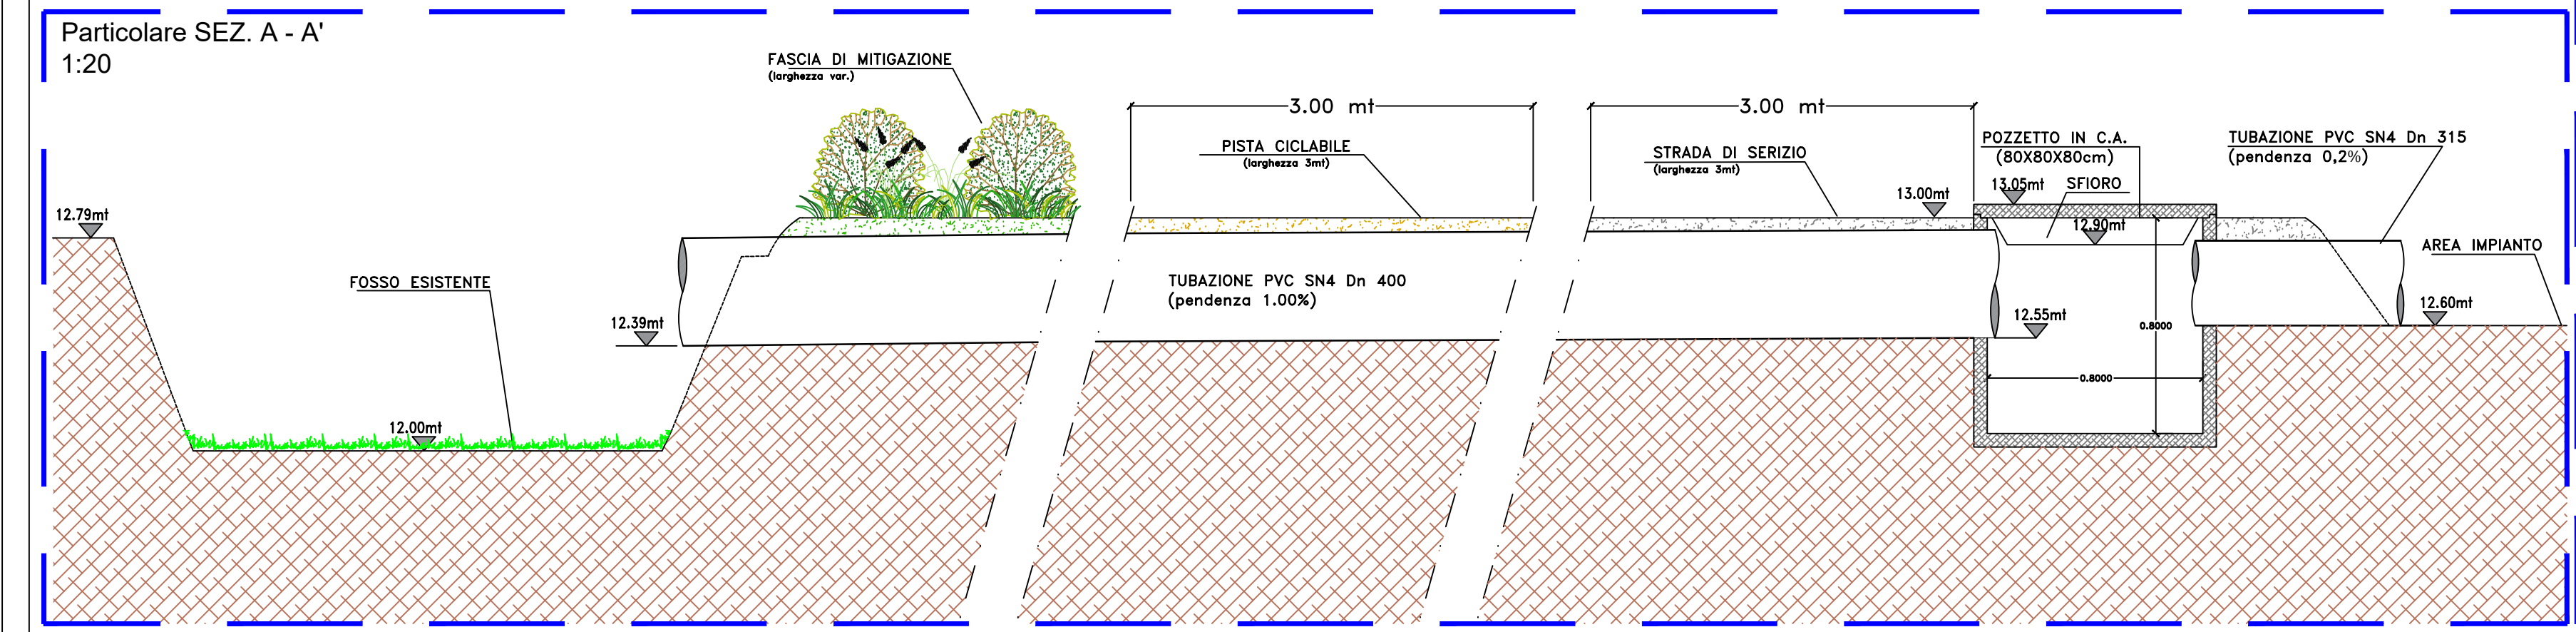 Particolare SEZ. A - A'
1:20
FASCIA DI MITIGAZIONE
(larghezza var.)
3.00 mt
3.00 mt
PISTA CICLABILE
(larghezza 3mt)
STRADA DI SERIZIO
(larghezza 3mt)
POZZETTO IN C.A.
(80X80X80cm)
TUBAZIONE PVC SN4 Dn 315
(pendenza 0,2%)
13.00mt
13.05mt
SFIORO
12.90mt
12.79mt
AREA IMPIANTO
FOSSO ESISTENTE
TUBAZIONE PVC SN4 Dn 400
(pendenza 1.00%)
12.39mt
12.55mt
12.60mt
0.8000
0.8000
12.00mt